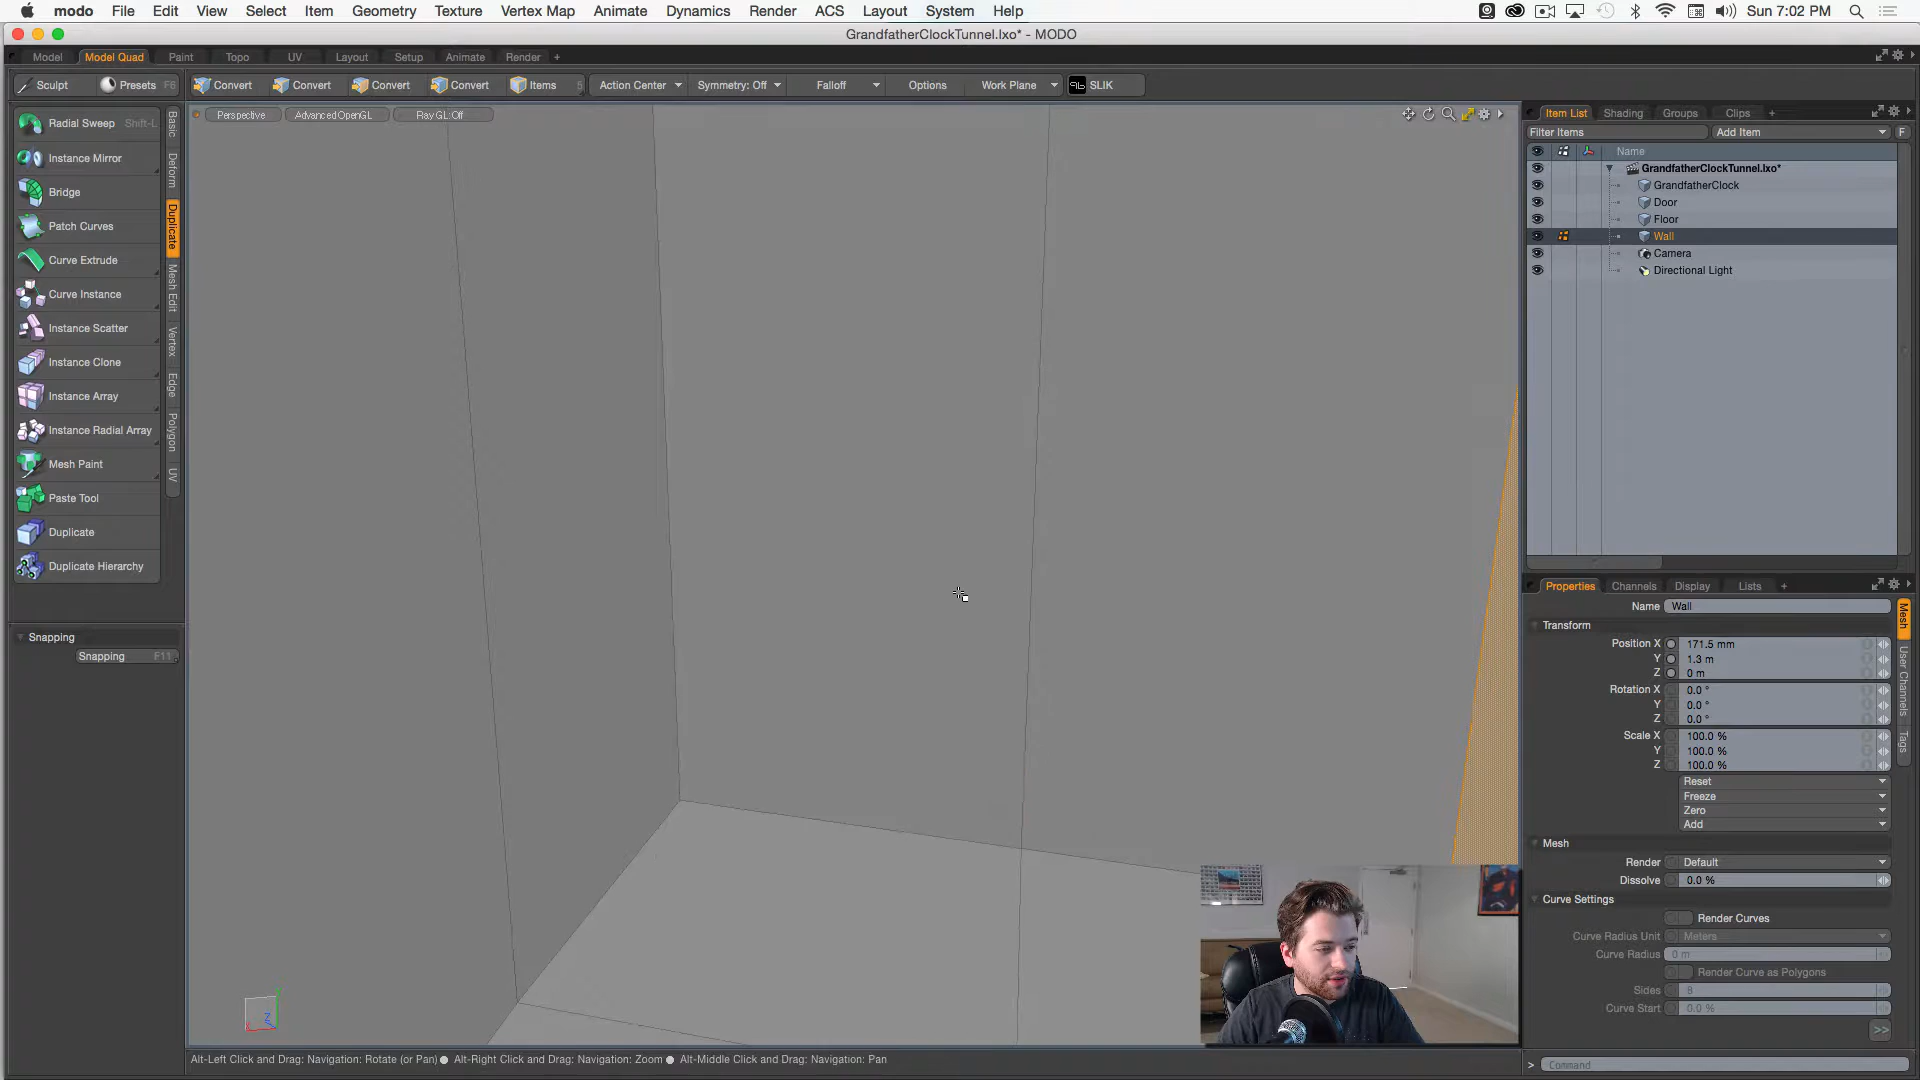 modo File Edit View Select Item Geometry Texture Vertex Map Animate Dynamics Render ACS Layout System Help Sun 7:02 PM
GrandfatherClockTunnel.lxo* - MODO
Model Model Quad Paint Topo UV Layout Setup Animate Render +
Sculpt Presets F6 Convert Convert Convert Convert Items 5 Action Center Symmetry: Off Falloff Options Work Plane SLIK
Perspective Advanced OpenGL Ray GL: Off
Radial Sweep Shift-L
Instance Mirror
Bridge
Patch Curves
Curve Extrude
Curve Instance
Instance Scatter
Instance Clone
Instance Array
Instance Radial Array
Mesh Paint
Paste Tool
Duplicate
Duplicate Hierarchy
Basic
Deform
Duplicate
Mesh Edit
Vertex
Edge
Polygon
UV
Snapping
Snapping F11
Item List Shading Groups Clips +
Filter Items Add Item F
Name
GrandfatherClockTunnel.lxo*
GrandfatherClock
Door
Floor
Wall
Camera
Directional Light
Properties Channels Display Lists +
Name Wall
Transform
Position X 171.5 mm
Y 1.3 m
Z 0 m
Rotation X 0.0 °
Y 0.0 °
Z 0.0 °
Scale X 100.0 %
Y 100.0 %
Z 100.0 %
Reset
Freeze
Zero
Add
Mesh
Render Default
Dissolve 0.0 %
Curve Settings
Render Curves
Curve Radius Unit Meters
Curve Radius 0 m
Render Curve as Polygons
Sides 8
Curve Start 0.0 %
>>
Mesh
User Channels
Tags
Z
Alt-Left Click and Drag: Navigation: Rotate (or Pan) Alt-Right Click and Drag: Navigation: Zoom Alt-Middle Click and Drag: Navigation: Pan
> Command